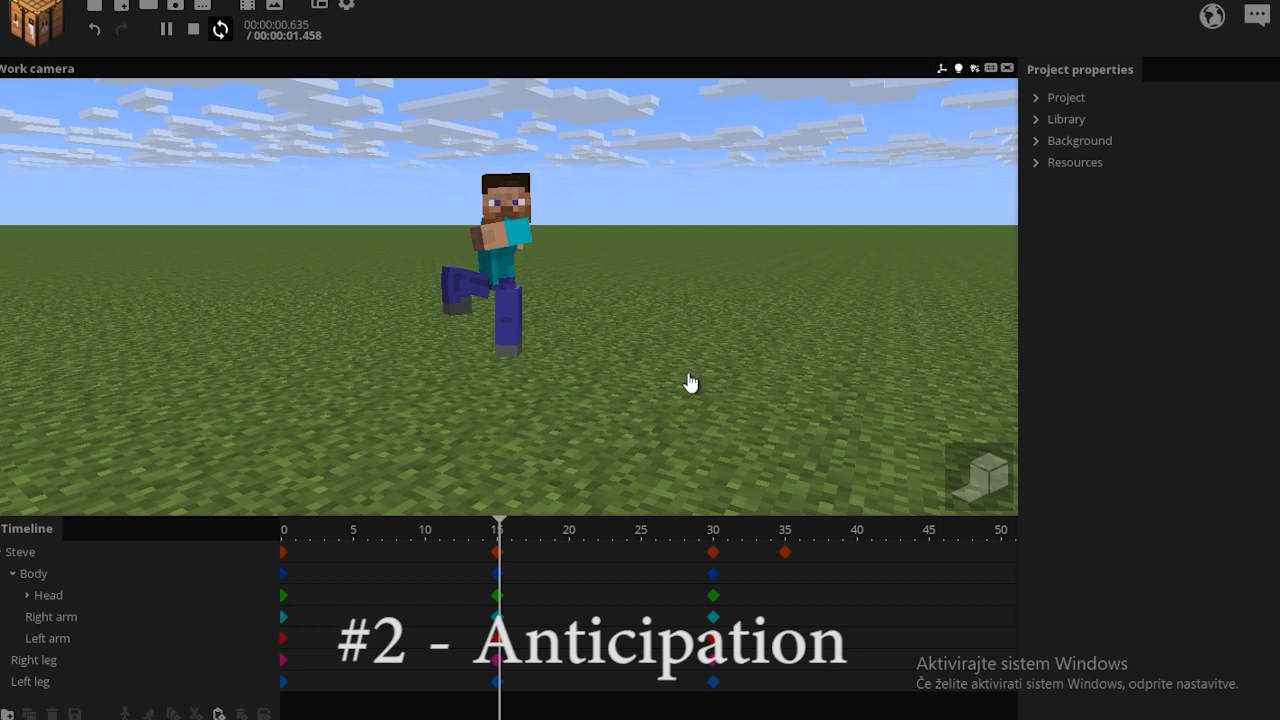 00:00:00.635
/ 00:00:01.458
Work camera
Project properties
Project
Library
Background
Resources
Timeline
0 5 10 15 20 25 30 35 40 45 50
Steve
Body
Head
Right arm
Left arm
Right leg
Left leg
#2 - Anticipation
Aktivirajte sistem Windows
Če želite aktivirati sistem Windows, odprite nastavitve.